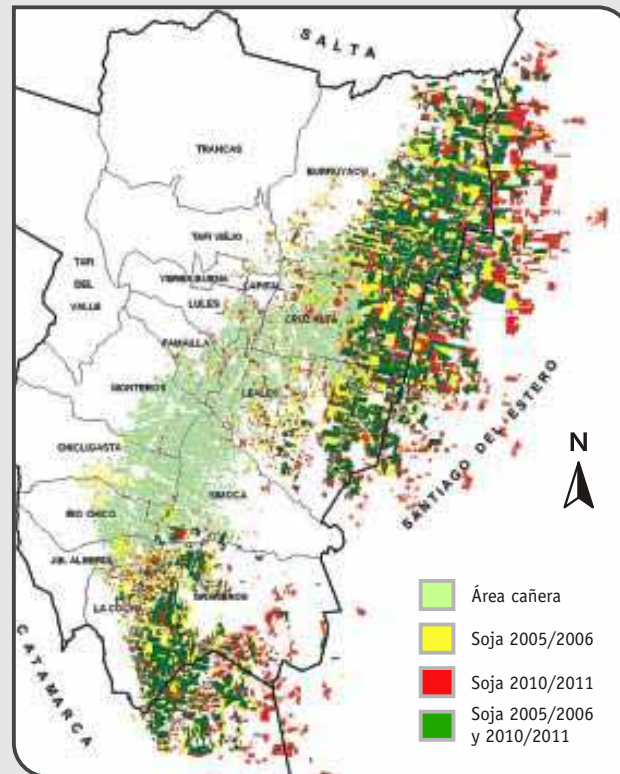 SALTA
TRANCAS
BURRUYACU
TAFI VIEJO
TAFI
DEL
VALLE
YERBA BUENA
CAPITAL
LULES
CRUZ ALTA
FAMAILLA
LEALES
MONTEROS
CHICLIGASTA
SIMOCA
RIO CHICO
J.B. ALBERDI
LA COCHA
GRANEROS
SANTIAGO DEL ESTERO
CATAMARCA
N
Área cañera
Soja 2005/2006
Soja 2010/2011
Soja 2005/2006
y 2010/2011